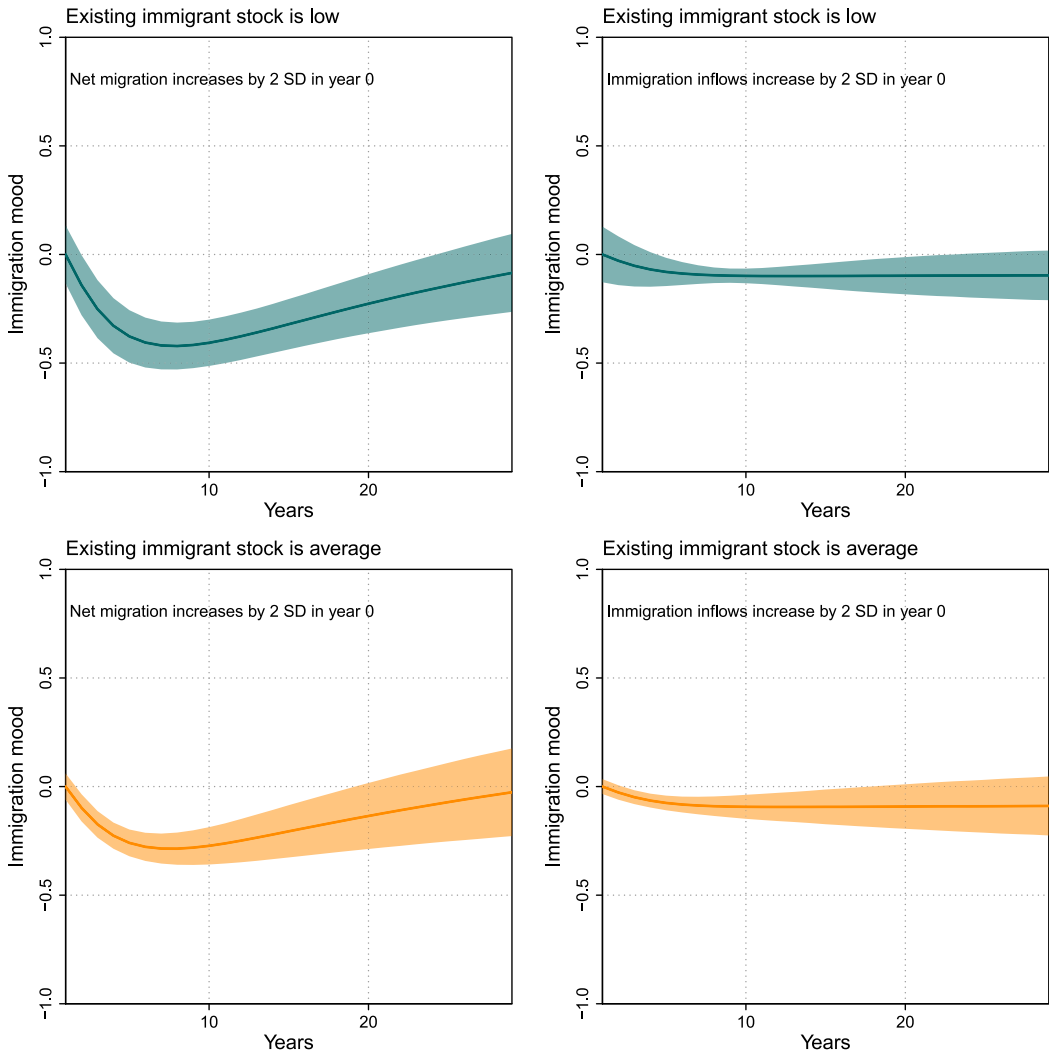 Existing immigrant stock is low
Net migration increases by 2 SD in year 0
Immigration mood
1.0
0.5
0.0
−0.5
−1.0
10
20
Years
Existing immigrant stock is low
Immigration inflows increase by 2 SD in year 0
Immigration mood
1.0
0.5
0.0
−0.5
−1.0
10
20
Years
Existing immigrant stock is average
Net migration increases by 2 SD in year 0
Immigration mood
1.0
0.5
0.0
−0.5
−1.0
10
20
Years
Existing immigrant stock is average
Immigration inflows increase by 2 SD in year 0
Immigration mood
1.0
0.5
0.0
−0.5
−1.0
10
20
Years